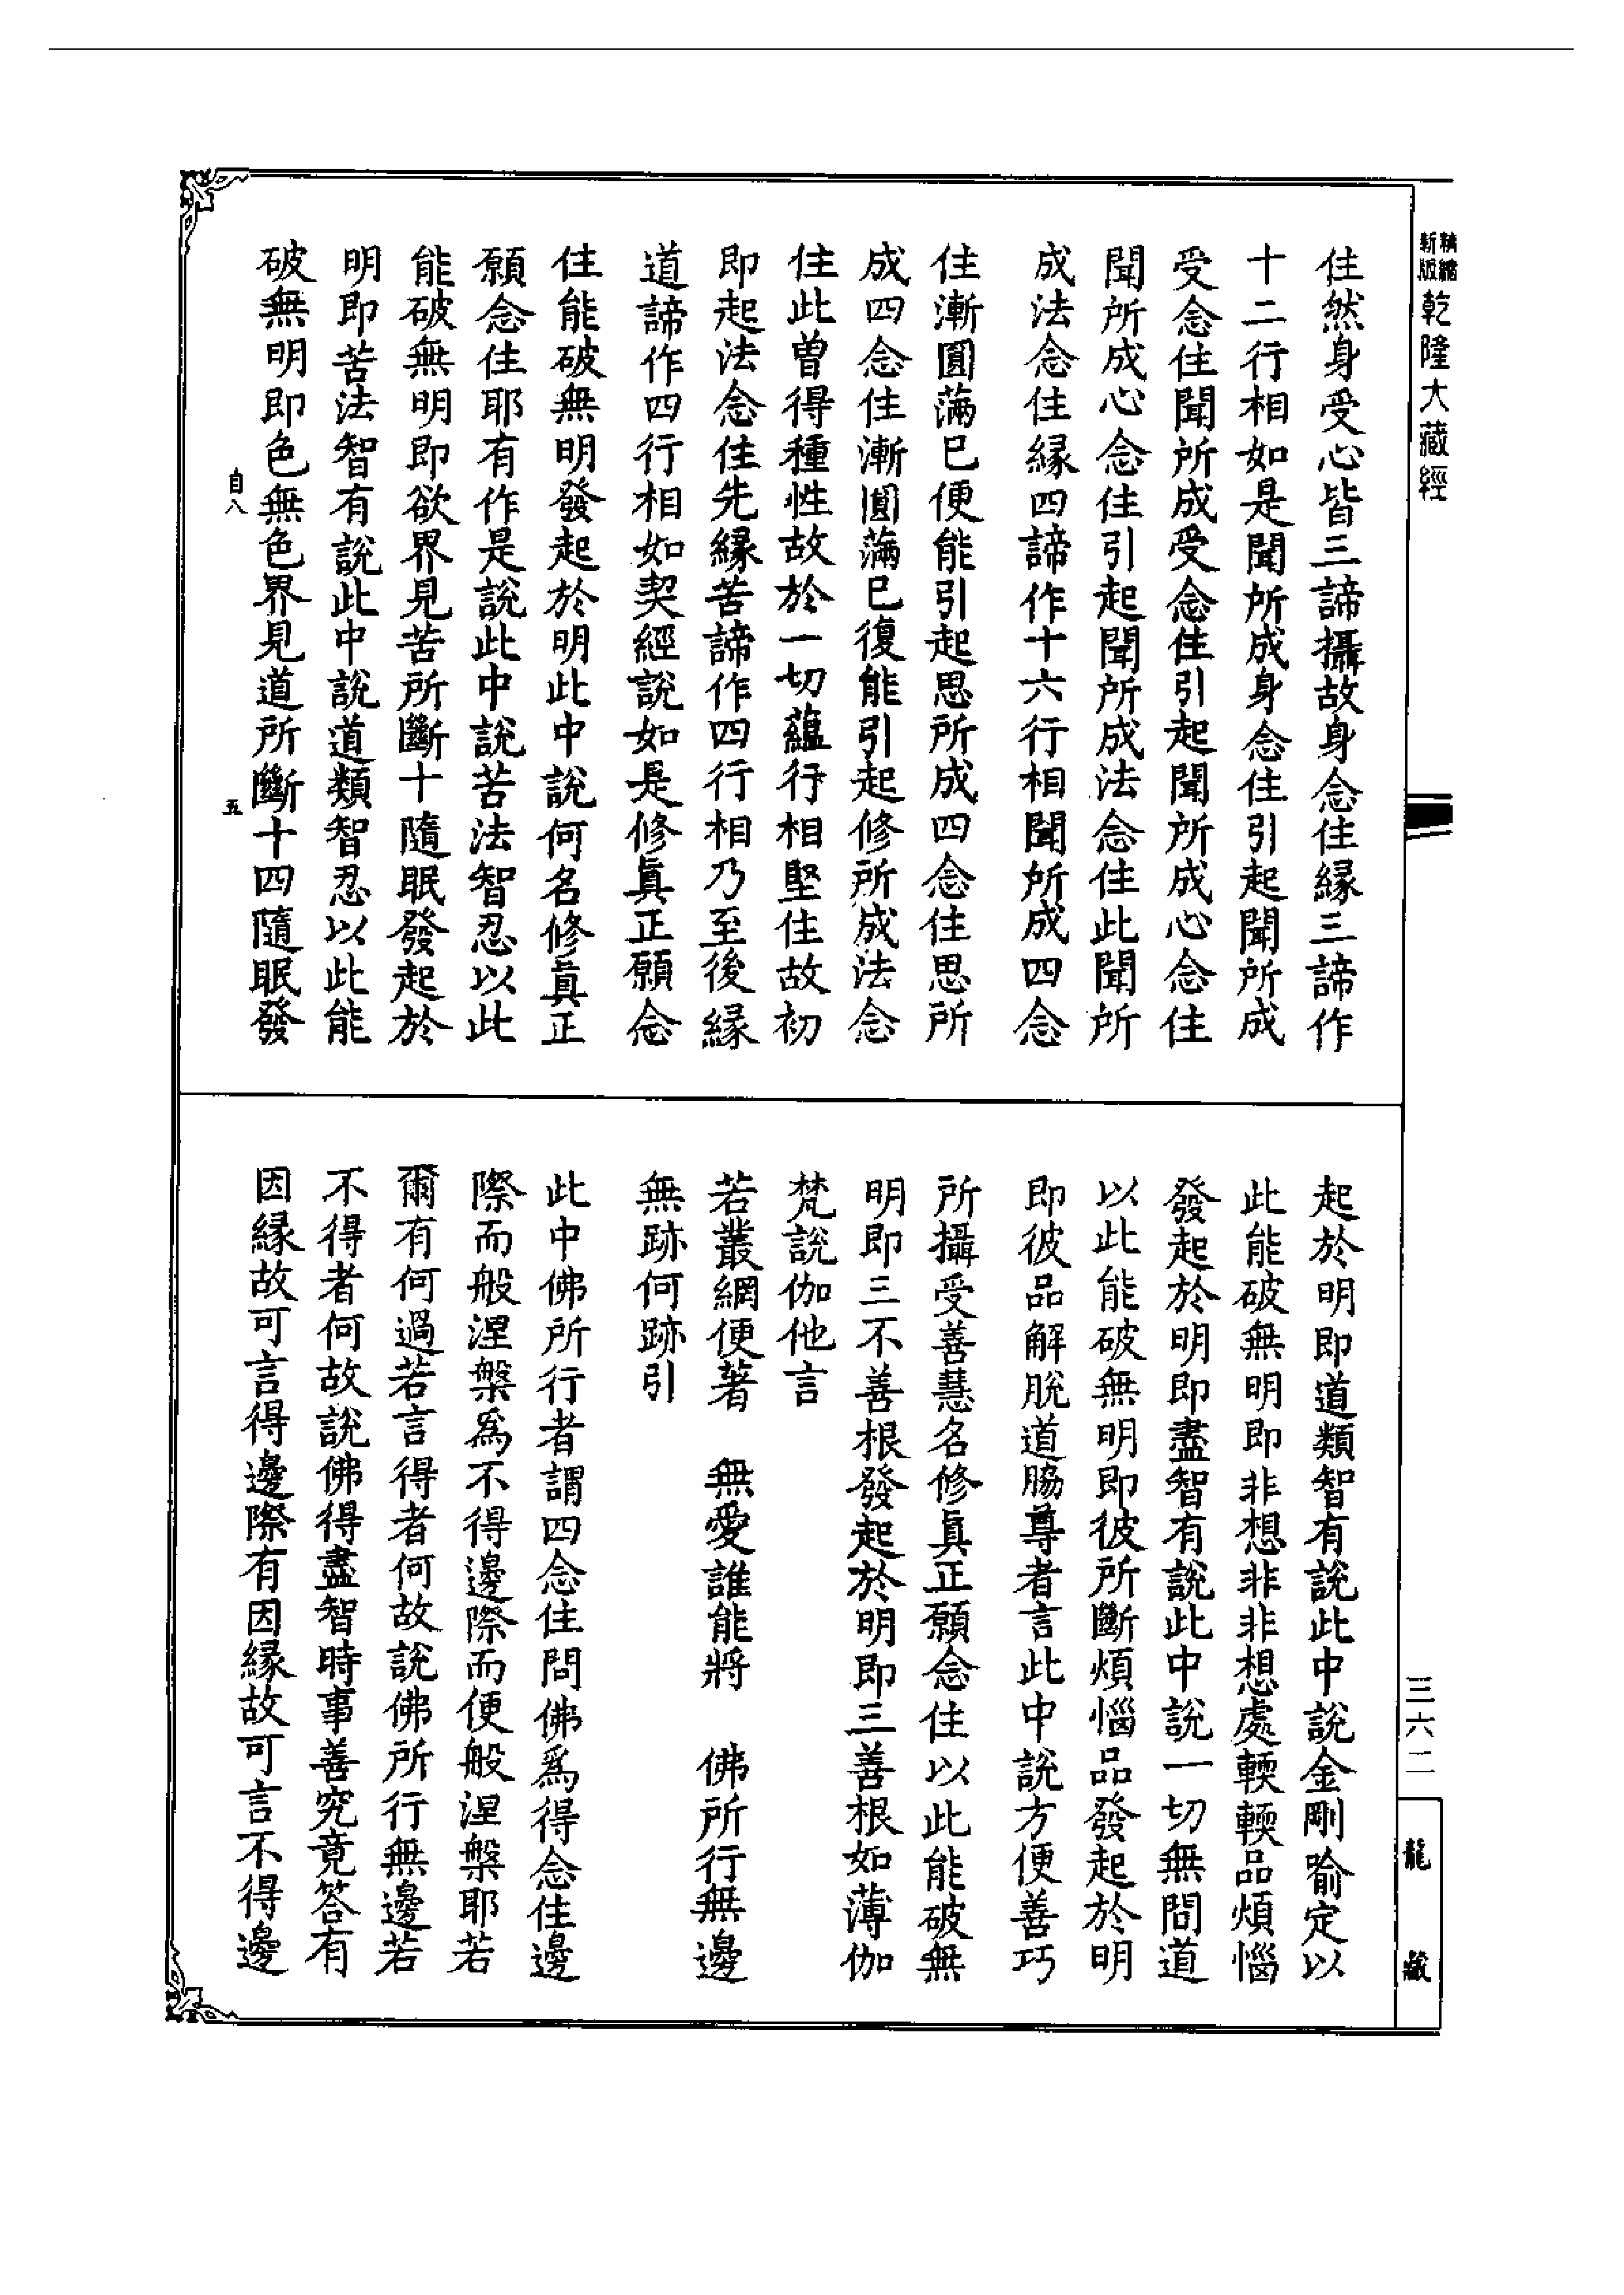 精縮新版乾隆大藏經
住然身受心皆三諦攝故身念住緣三諦作
十二行相如是聞所成身念住引起聞所成
受念住聞所成受念住引起聞所成心念住
聞所成心念住引起聞所成法念住此聞所
成法念住緣四諦作十六行相聞所成四念
住漸圓滿已便能引起思所成四念住思所
成四念住漸圓滿已復能引起修所成法念
住此曾得種性故於一切蘊行相堅住故初
即起法念住先緣苦諦作四行相乃至後緣
道諦作四行相如契經說如是修真正願念
住能破無明發起於明此中說何名修真正
願念住耶有作是說此中說苦法智忍以此
能破無明即欲界見苦所斷十隨眠發起於
明即苦法智有說此中說道類智忍以此能
破無明即色無色界見道所斷十四隨眠發
自八
五
起於明即道類智有說此中說金剛喻定以
此能破無明即非想非非想處輭輭品煩惱
發起於明即盡智有說此中說一切無間道
以此能破無明即彼所斷煩惱品發起於明
即彼品解脫道脇尊者言此中說方便善巧
所攝受善慧名修真正願念住以此能破無
明即三不善根發起於明即三善根如薄伽
梵說伽他言
若叢網便著 無愛誰能將 佛所行無邊
無跡何跡引
此中佛所行者謂四念住問佛爲得念住邊
際而般涅槃爲不得邊際而便般涅槃耶若
爾有何過若言得者何故說佛所行無邊若
不得者何故說佛得盡智時事善究竟答有
因緣故可言得邊際有因緣故可言不得邊
三六二
龍藏